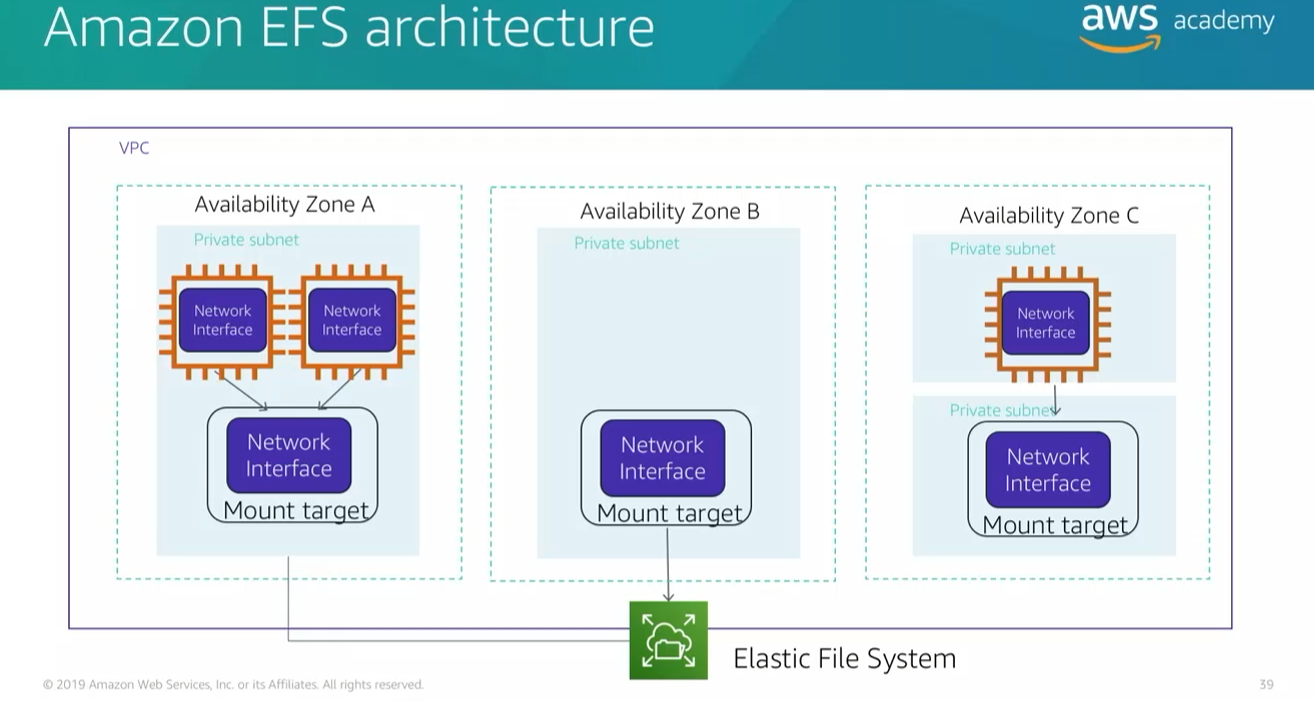 Amazon EFS architecture
aws academy
VPC
Availability Zone A
Private subnet
Network
Interface
Network
Interface
Network
Interface
Mount target
Availability Zone B
Private subnet
Network
Interface
Mount target
Availability Zone C
Private subnet
Network
Interface
Private subnet
Network
Interface
Mount target
Elastic File System
© 2019 Amazon Web Services, Inc. or its Affiliates. All rights reserved.
39